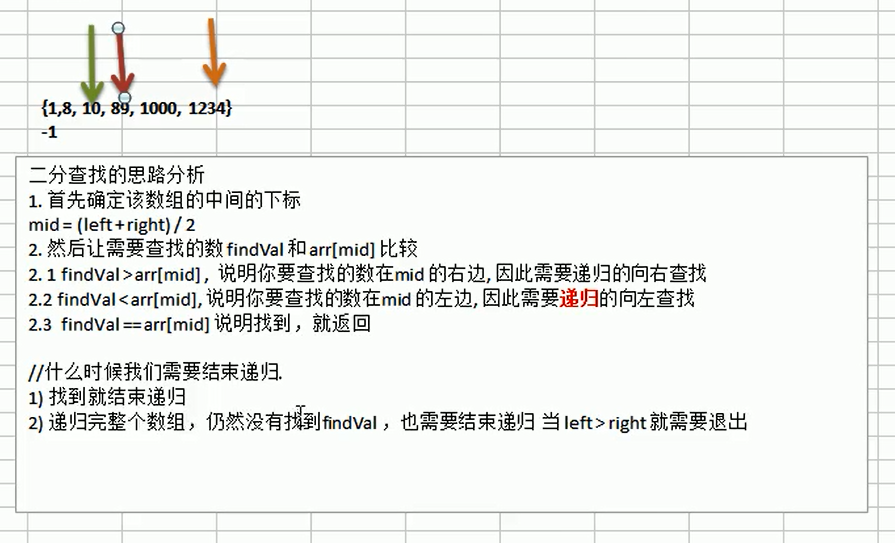 {1,8, 10, 89, 1000, 1234}
-1
二分查找的思路分析
1. 首先确定该数组的中间的下标
mid = (left + right) / 2
2. 然后让需要查找的数 findVal 和 arr[mid] 比较
2. 1 findVal > arr[mid] , 说明你要查找的数在mid 的右边, 因此需要递归的向右查找
2.2 findVal < arr[mid], 说明你要查找的数在mid 的左边, 因此需要递归的向左查找
2.3 findVal == arr[mid] 说明找到，就返回
//什么时候我们需要结束递归.
1) 找到就结束递归
2) 递归完整个数组，仍然没有找到findVal ，也需要结束递归 当 left > right 就需要退出